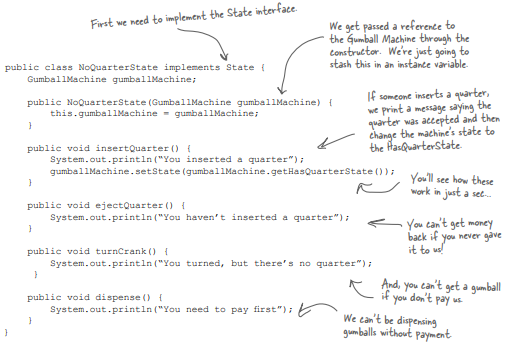 First we need to implement the State interface.
We get passed a reference to
the Gumball Machine through the
constructor. We're just going to
stash this in an instance variable.
public class NoQuarterState implements State {
GumballMachine gumballMachine;
public NoQuarterState(GumballMachine gumballMachine) {
this.gumballMachine = gumballMachine;
}
If someone inserts a quarter,
we print a message saying the
quarter was accepted and then
change the machine's state to
the HasQuarterState.
public void insertQuarter() {
System.out.println(“You inserted a quarter”);
gumballMachine.setState(gumballMachine.getHasQuarterState());
}
You'll see how these
work in just a sec...
public void ejectQuarter() {
System.out.println(“You haven’t inserted a quarter”);
}
You can't get money
back if you never gave
it to us!
public void turnCrank() {
System.out.println(“You turned, but there’s no quarter”);
}
And, you can't get a gumball
if you don't pay us.
public void dispense() {
System.out.println(“You need to pay first”);
}
}
We can't be dispensing
gumballs without payment